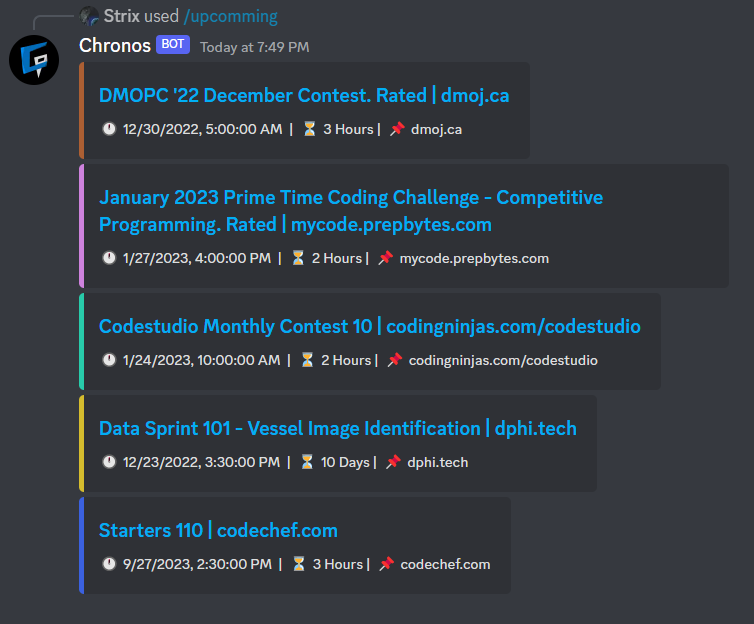 Strix used /upcomming
Chronos BOT Today at 7:49 PM
DMOPC '22 December Contest. Rated | dmoj.ca
12/30/2022, 5:00:00 AM | 3 Hours | dmoj.ca
January 2023 Prime Time Coding Challenge - Competitive
Programming. Rated | mycode.prepbytes.com
1/27/2023, 4:00:00 PM | 2 Hours | mycode.prepbytes.com
Codestudio Monthly Contest 10 | codingninjas.com/codestudio
1/24/2023, 10:00:00 AM | 2 Hours | codingninjas.com/codestudio
Data Sprint 101 - Vessel Image Identification | dphi.tech
12/23/2022, 3:30:00 PM | 10 Days | dphi.tech
Starters 110 | codechef.com
9/27/2023, 2:30:00 PM | 3 Hours | codechef.com